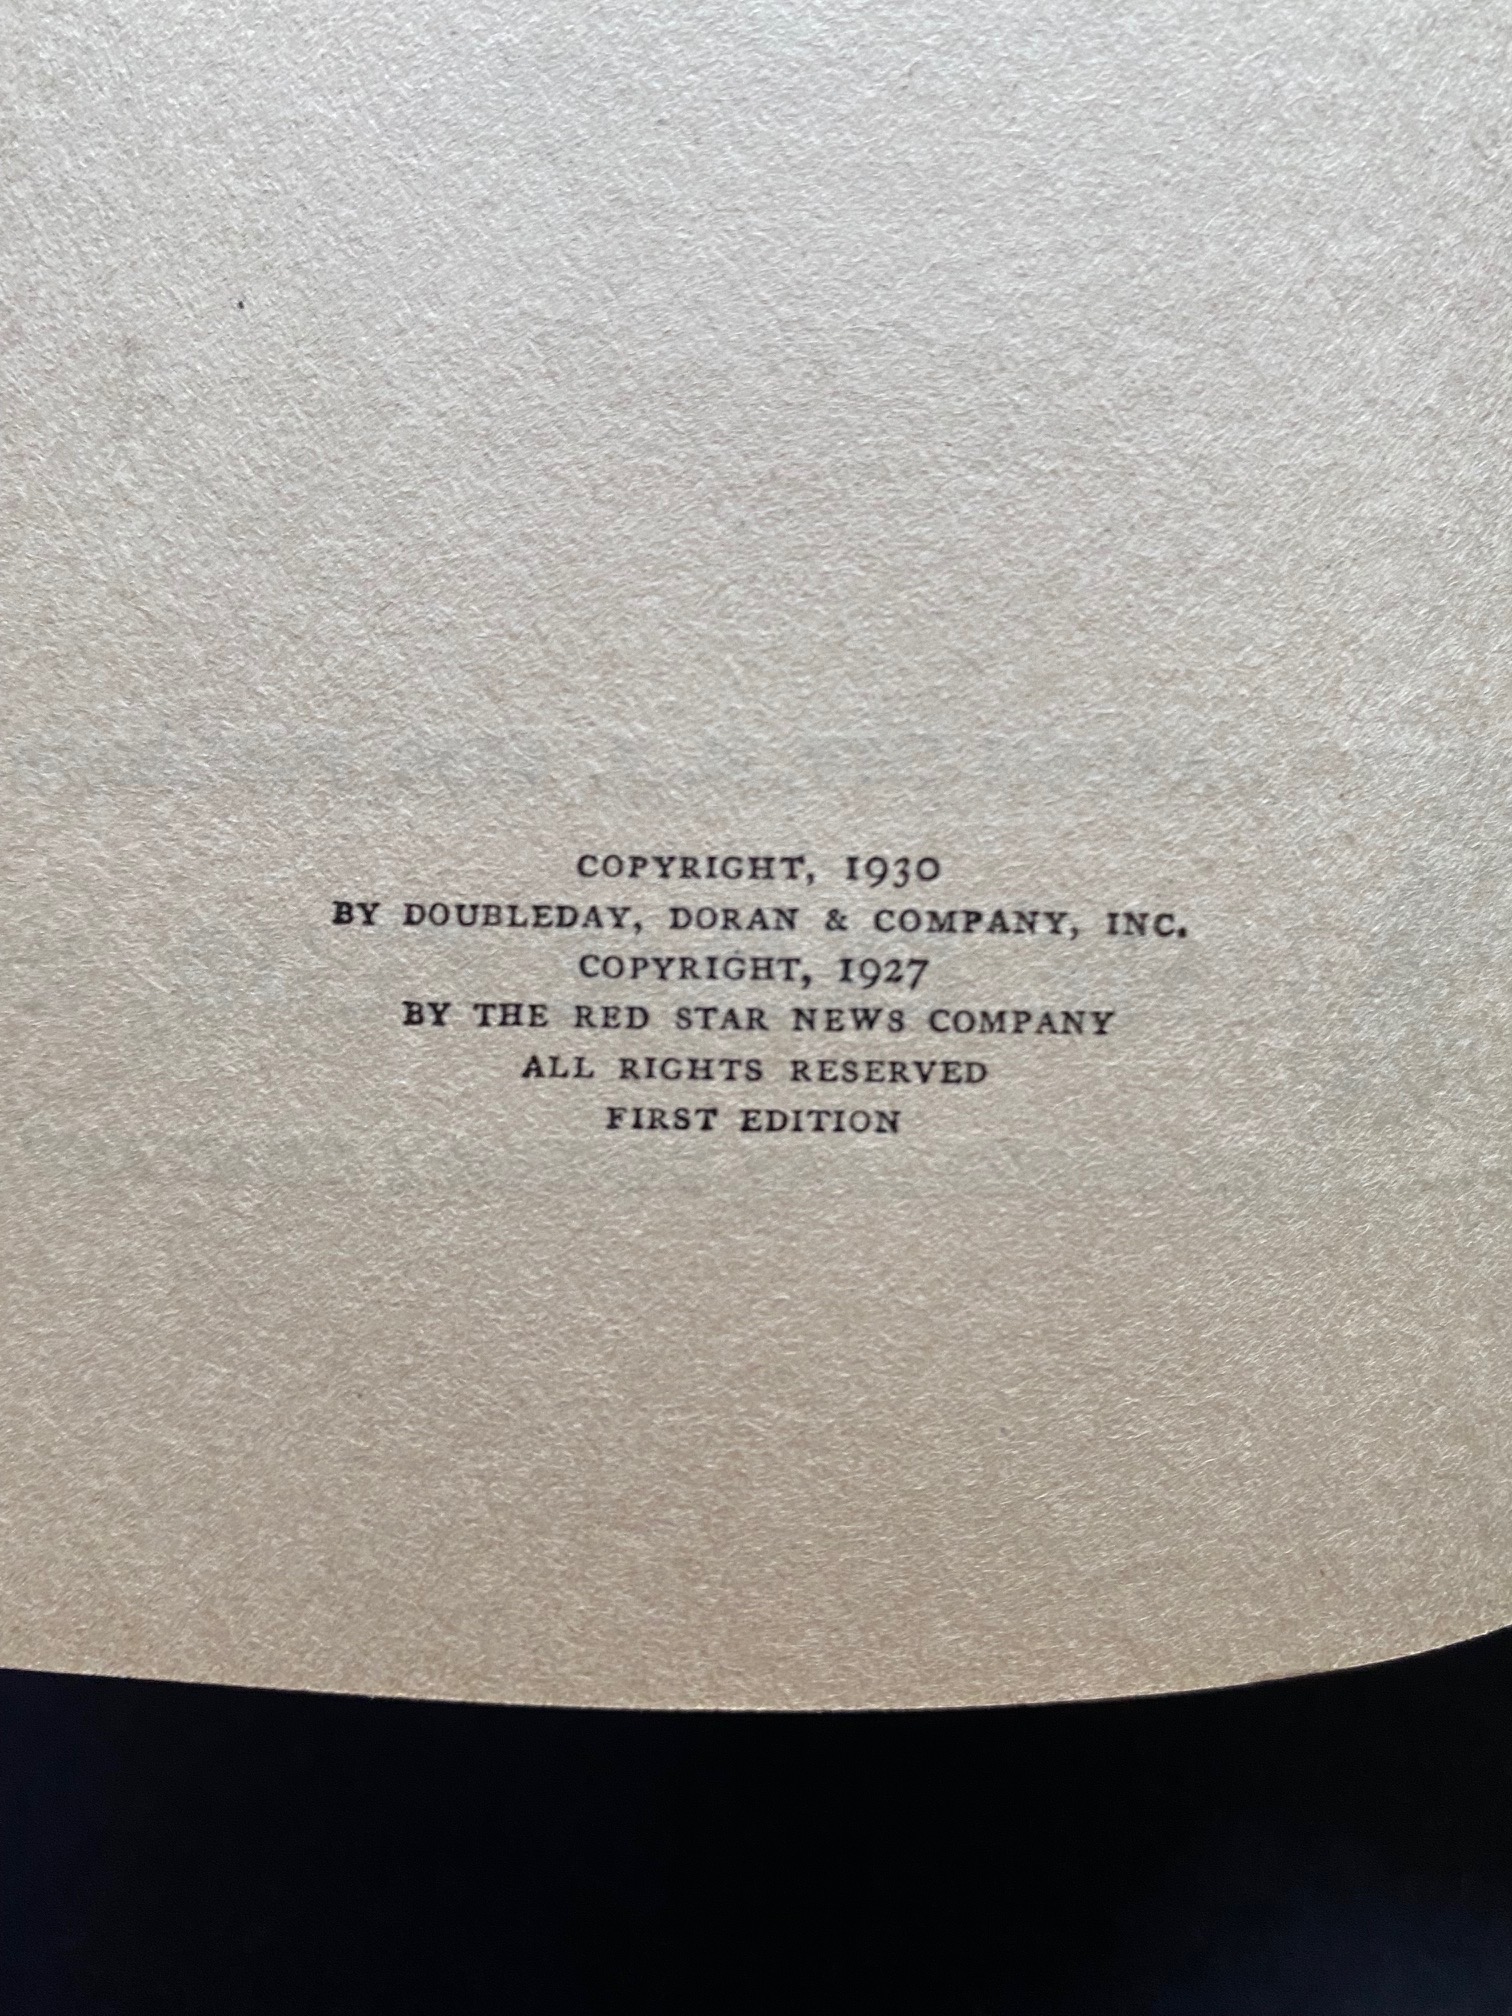 COPYRIGHT, 1930
BY DOUBLEDAY, DORAN & COMPANY, INC.
COPYRIGHT, 1927
BY THE RED STAR NEWS COMPANY
ALL RIGHTS RESERVED
FIRST EDITION